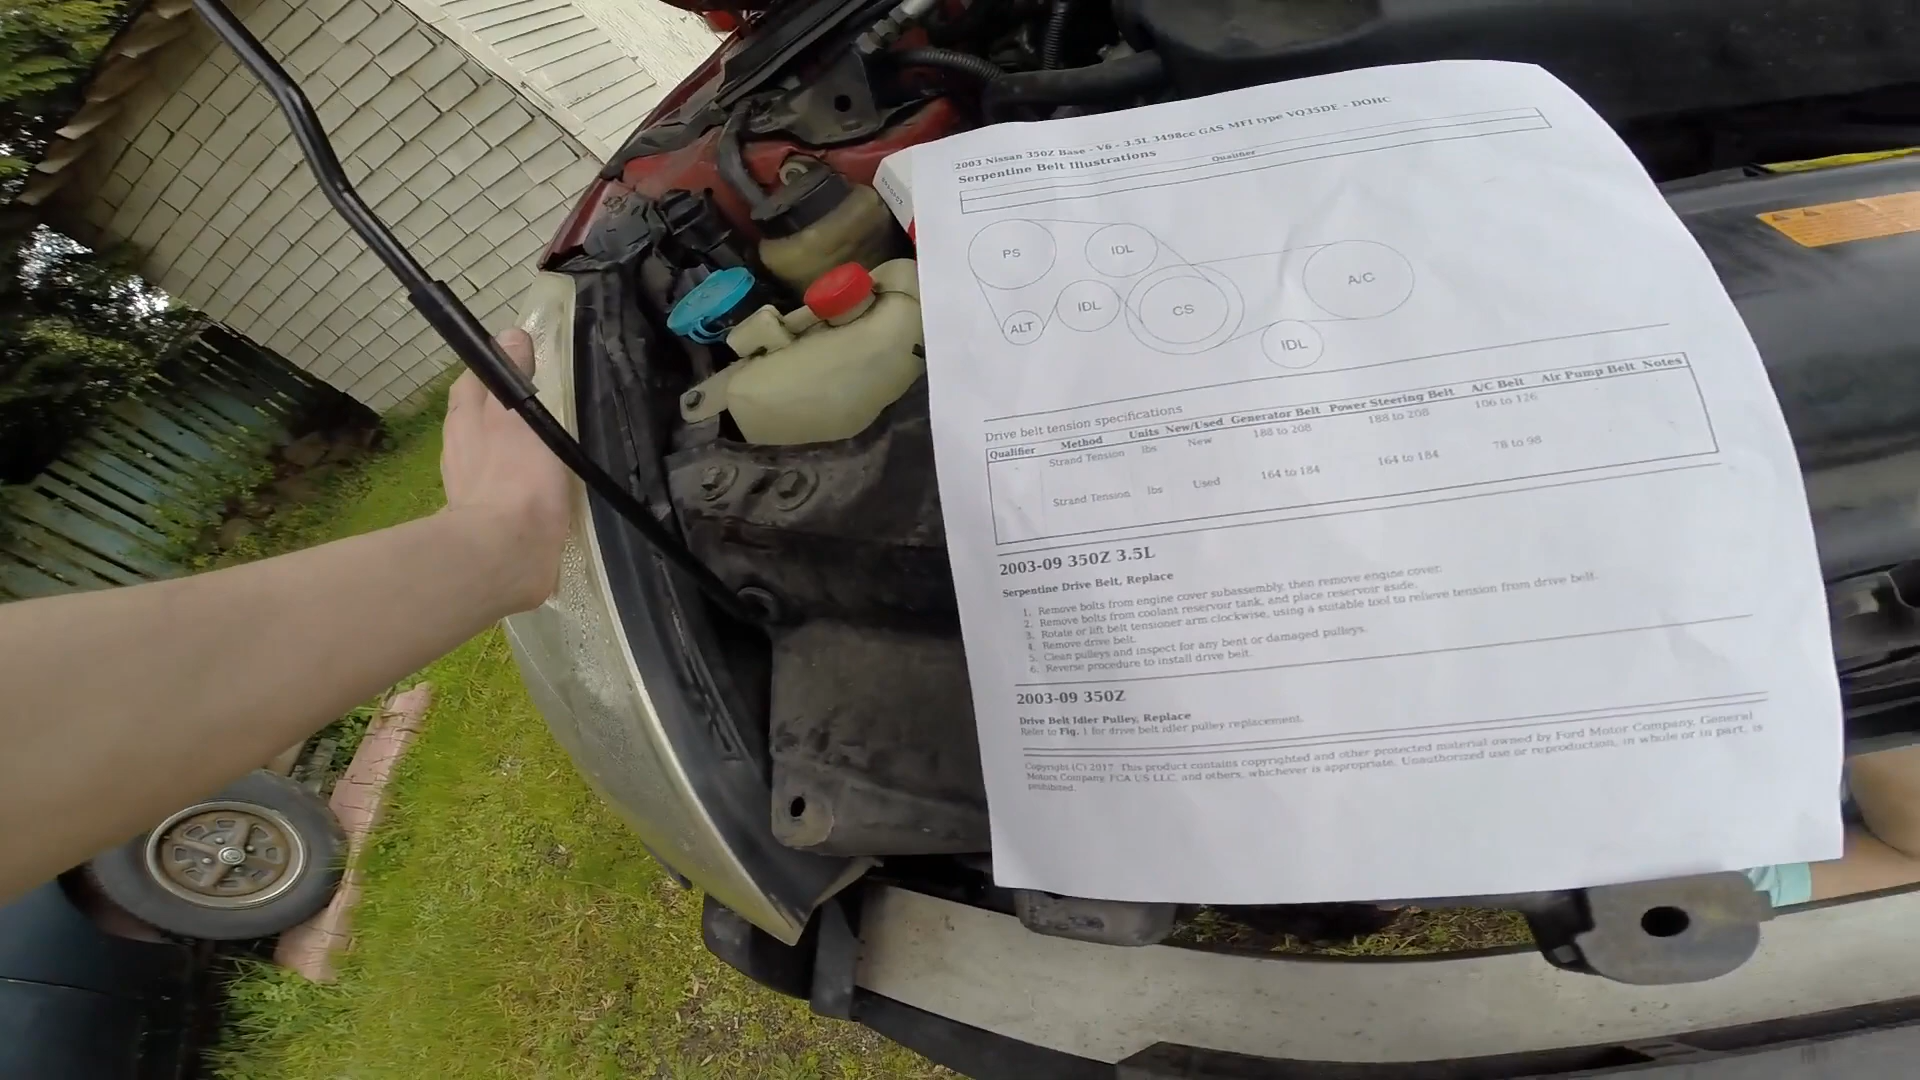 2003 Nissan 350Z Base - V6 - 3.5L 3498cc GAS MFI type VQ35DE - DOHC
Serpentine Belt Illustrations
Qualifier
PS
IDL
A/C
IDL
CS
ALT
IDL
Drive belt tension specifications
Qualifier Method Units New/Used Generator Belt Power Steering Belt A/C Belt Air Pump Belt Notes
Strand Tension lbs New 188 to 208 188 to 208 106 to 126
Strand Tension lbs Used 164 to 184 164 to 184 78 to 98
2003-09 350Z 3.5L
Serpentine Drive Belt, Replace
1. Remove bolts from engine cover subassembly, then remove engine cover.
2. Remove bolts from coolant reservoir tank, and place reservoir aside.
3. Rotate or lift belt tensioner arm clockwise, using a suitable tool to relieve tension from drive belt.
4. Remove drive belt.
5. Clean pulleys and inspect for any bent or damaged pulleys.
6. Reverse procedure to install drive belt.
2003-09 350Z
Drive Belt Idler Pulley, Replace
Refer to Fig. 1 for drive belt idler pulley replacement.
Copyright (C) 2017. This product contains copyrighted and other protected material owned by Ford Motor Company, General
Motors Company, FCA US LLC, and others, whichever is appropriate. Unauthorized use or reproduction, in whole or in part, is
prohibited.